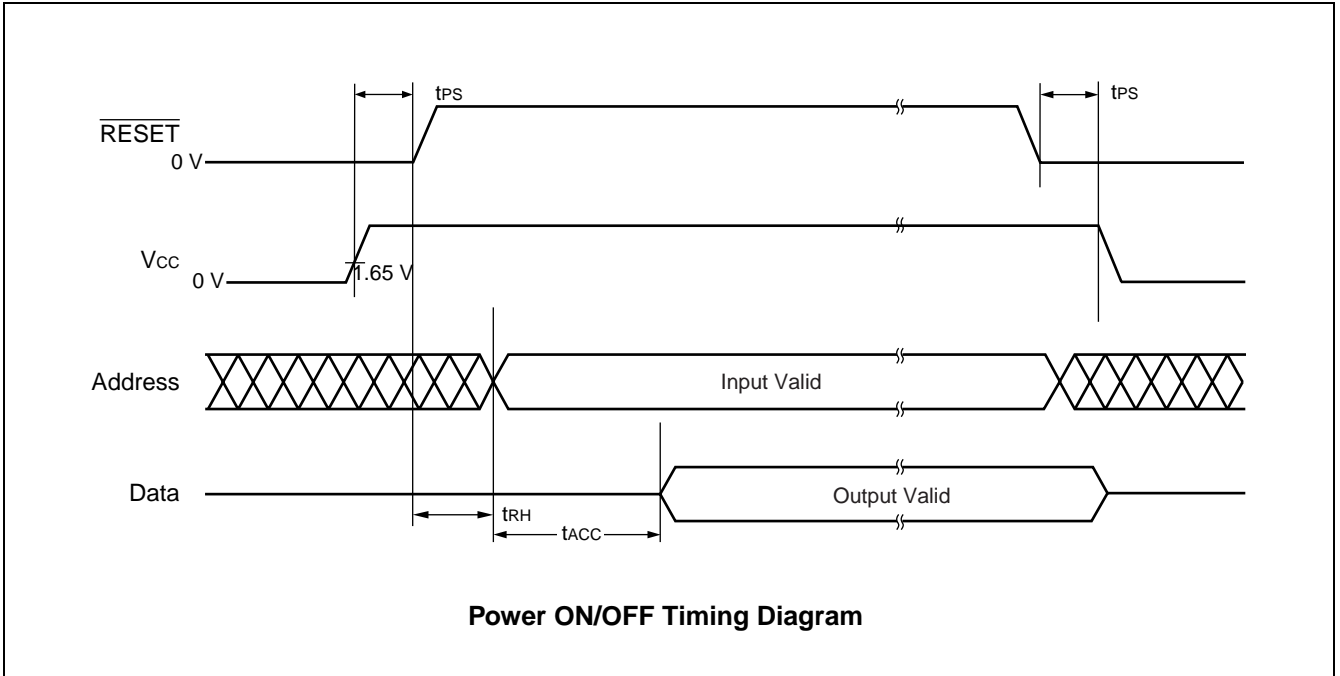 tPS
tPS
RESET
0 V
VCC
0 V
1.65 V
Address
Input Valid
Data
Output Valid
tRH
tACC
Power ON/OFF Timing Diagram